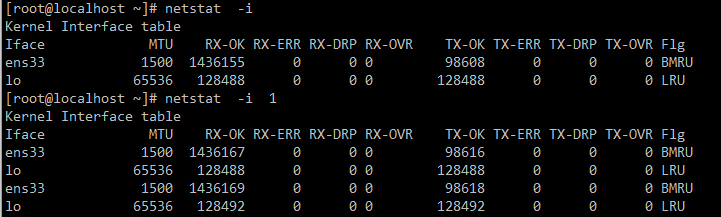 [root@localhost ~]# netstat  -i
Kernel Interface table
Iface             MTU    RX-OK RX-ERR RX-DRP RX-OVR    TX-OK TX-ERR TX-DRP TX-OVR Flg
ens33            1500  1436155      0      0 0         98608      0      0      0 BMRU
lo              65536   128488      0      0 0        128488      0      0      0 LRU
[root@localhost ~]# netstat  -i  1
Kernel Interface table
Iface             MTU    RX-OK RX-ERR RX-DRP RX-OVR    TX-OK TX-ERR TX-DRP TX-OVR Flg
ens33            1500  1436167      0      0 0         98616      0      0      0 BMRU
lo              65536   128488      0      0 0        128488      0      0      0 LRU
ens33            1500  1436169      0      0 0         98618      0      0      0 BMRU
lo              65536   128492      0      0 0        128492      0      0      0 LRU